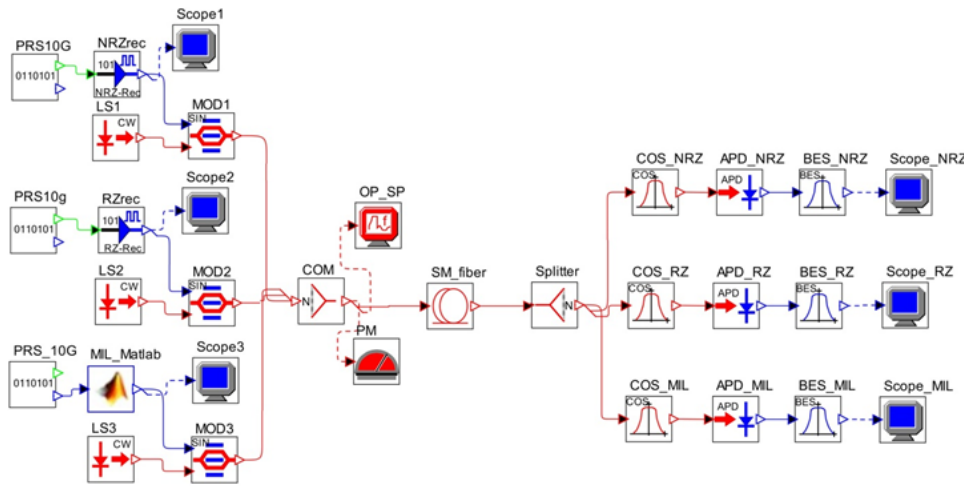 Scope1
PRS10G
NRZrec
0110101
101
NRZ-Rec
LS1
CW
MOD1
SIN
Scope2
PRS10g
RZrec
0110101
101
RZ-Rec
LS2
CW
MOD2
SIN
PRS_10G
MIL_Matlab
Scope3
0110101
LS3
CW
MOD3
SIN
OP_SP
COM
N
PM
SM_fiber
Splitter
N
COS_NRZ
APD_NRZ
BES_NRZ
Scope_NRZ
COS
APD
BES
COS_RZ
APD_RZ
BES_RZ
Scope_RZ
COS
APD
BES
COS_MIL
APD_MIL
BES_MIL
Scope_MIL
COS
APD
BES